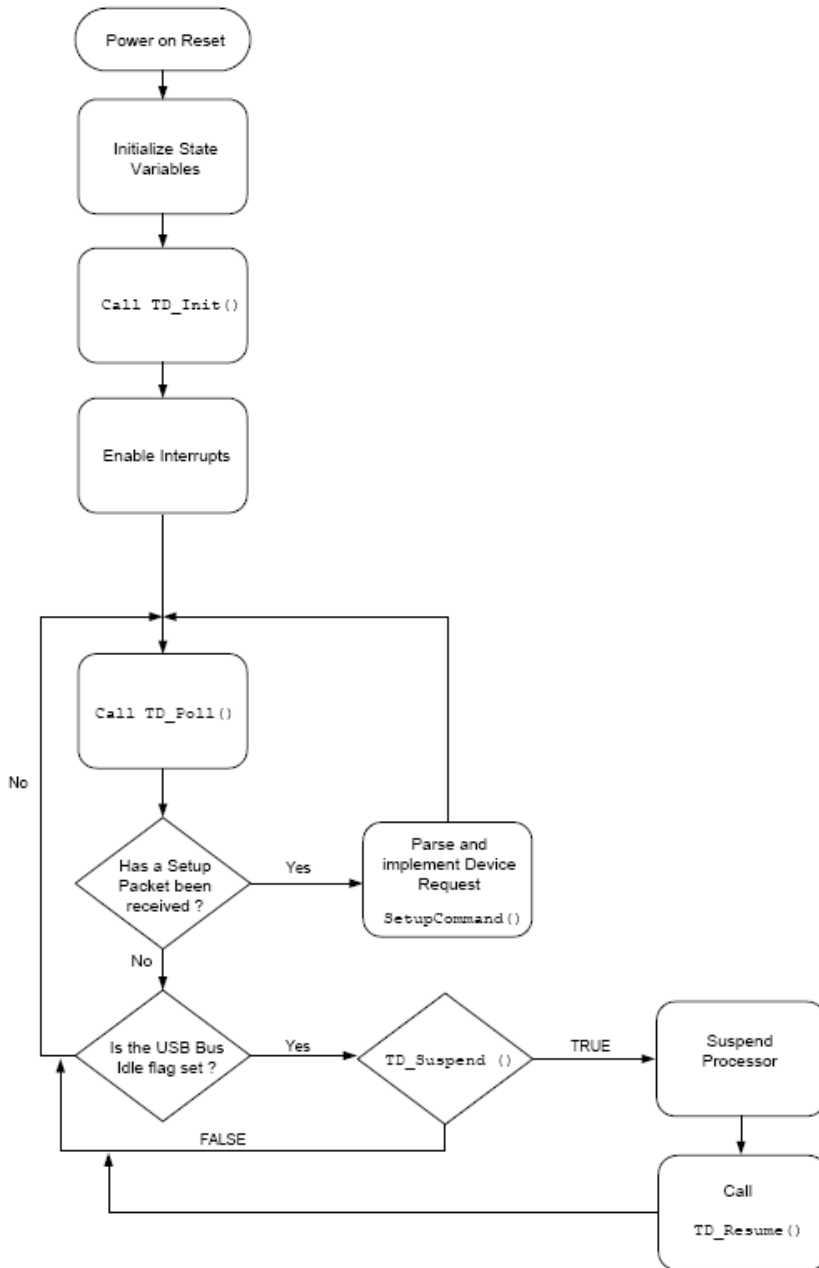 Power on Reset
Initialize State
Variables
Call TD_Init()
Enable Interrupts
Call TD_Poll()
No
Has a Setup
Packet been
received ?
Yes
Parse and
implement Device
Request
SetupCommand()
No
Is the USB Bus
Idle flag set ?
Yes
TD_Suspend ()
TRUE
Suspend
Processor
FALSE
Call
TD_Resume()